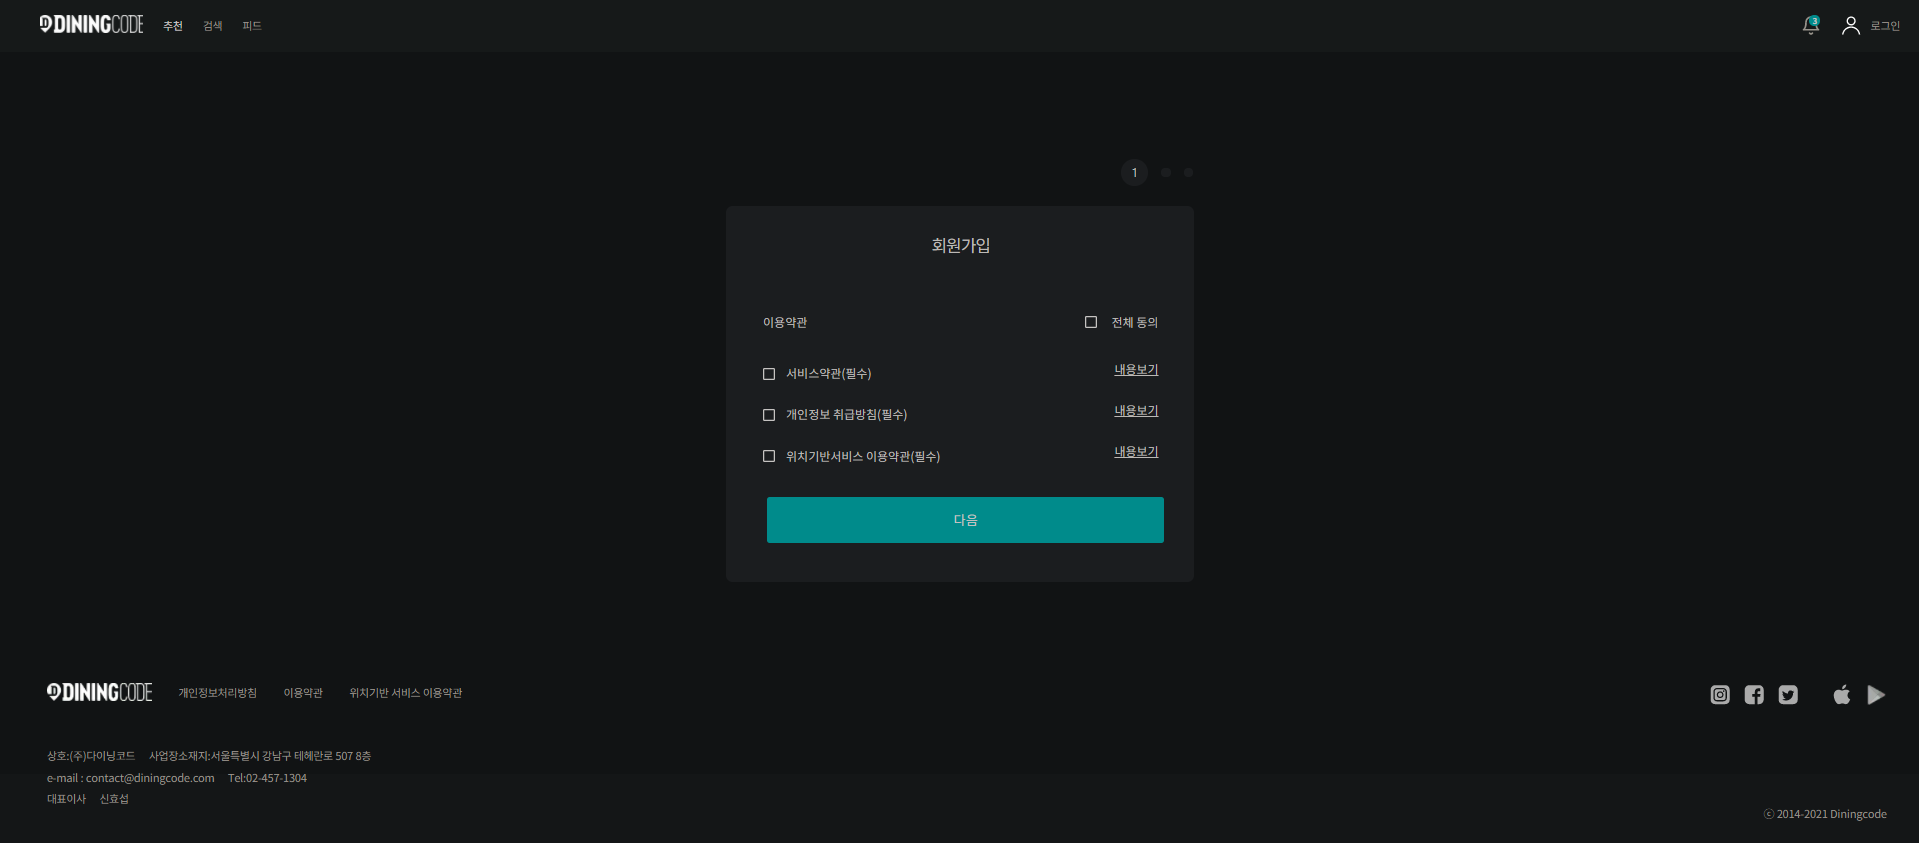 DININGCODE 추천 검색 피드 3 로그인
1
회원가입
이용약관 전체 동의
서비스약관(필수) 내용보기
개인정보 취급방침(필수) 내용보기
위치기반서비스 이용약관(필수) 내용보기
다음
DININGCODE 개인정보처리방침 이용약관 위치기반 서비스 이용약관
상호:(주)다이닝코드 사업장소재지:서울특별시 강남구 테헤란로 507 8층
e-mail : contact@diningcode.com Tel:02-457-1304
대표이사 신효섭
ⓒ 2014-2021 Diningcode